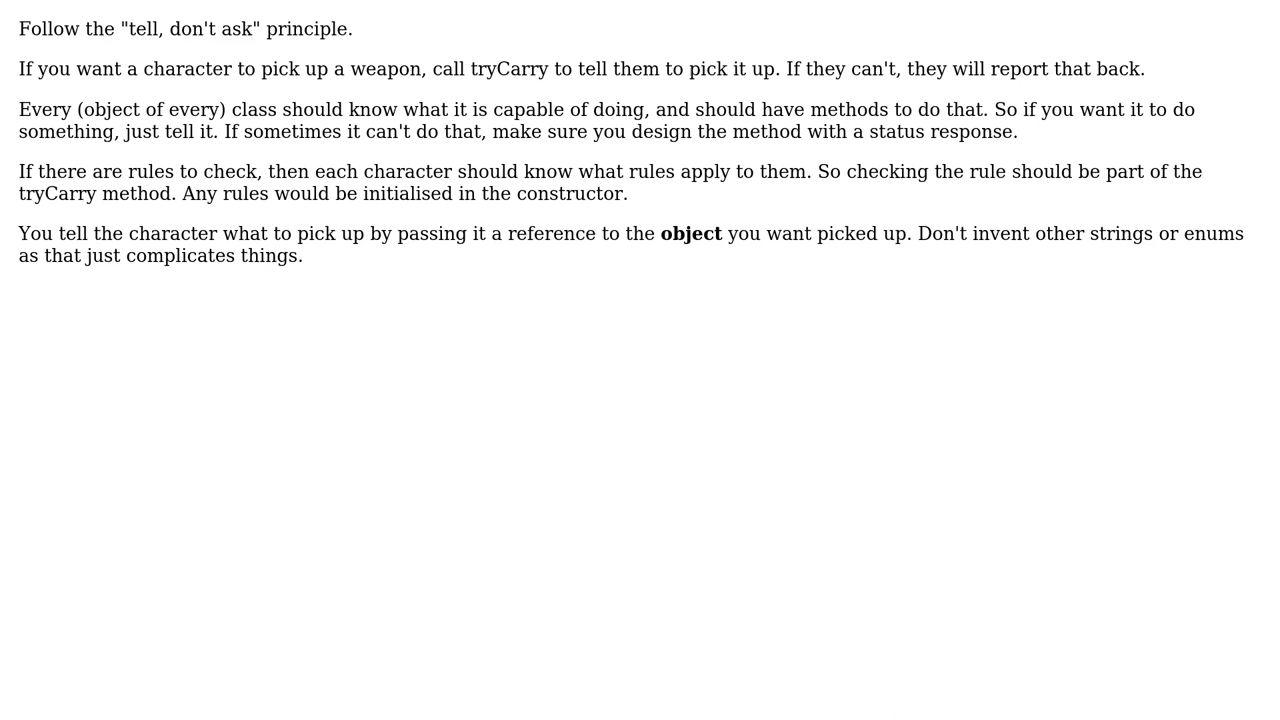 Follow the "tell, don't ask" principle.
If you want a character to pick up a weapon, call tryCarry to tell them to pick it up. If they can't, they will report that back.
Every (object of every) class should know what it is capable of doing, and should have methods to do that. So if you want it to do
something, just tell it. If sometimes it can't do that, make sure you design the method with a status response.
If there are rules to check, then each character should know what rules apply to them. So checking the rule should be part of the
tryCarry method. Any rules would be initialised in the constructor.
You tell the character what to pick up by passing it a reference to the object you want picked up. Don't invent other strings or enums
as that just complicates things.